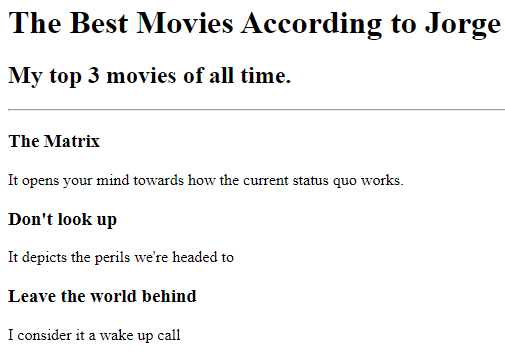 The Best Movies According to Jorge
My top 3 movies of all time.
The Matrix
It opens your mind towards how the current status quo works.
Don't look up
It depicts the perils we're headed to
Leave the world behind
I consider it a wake up call